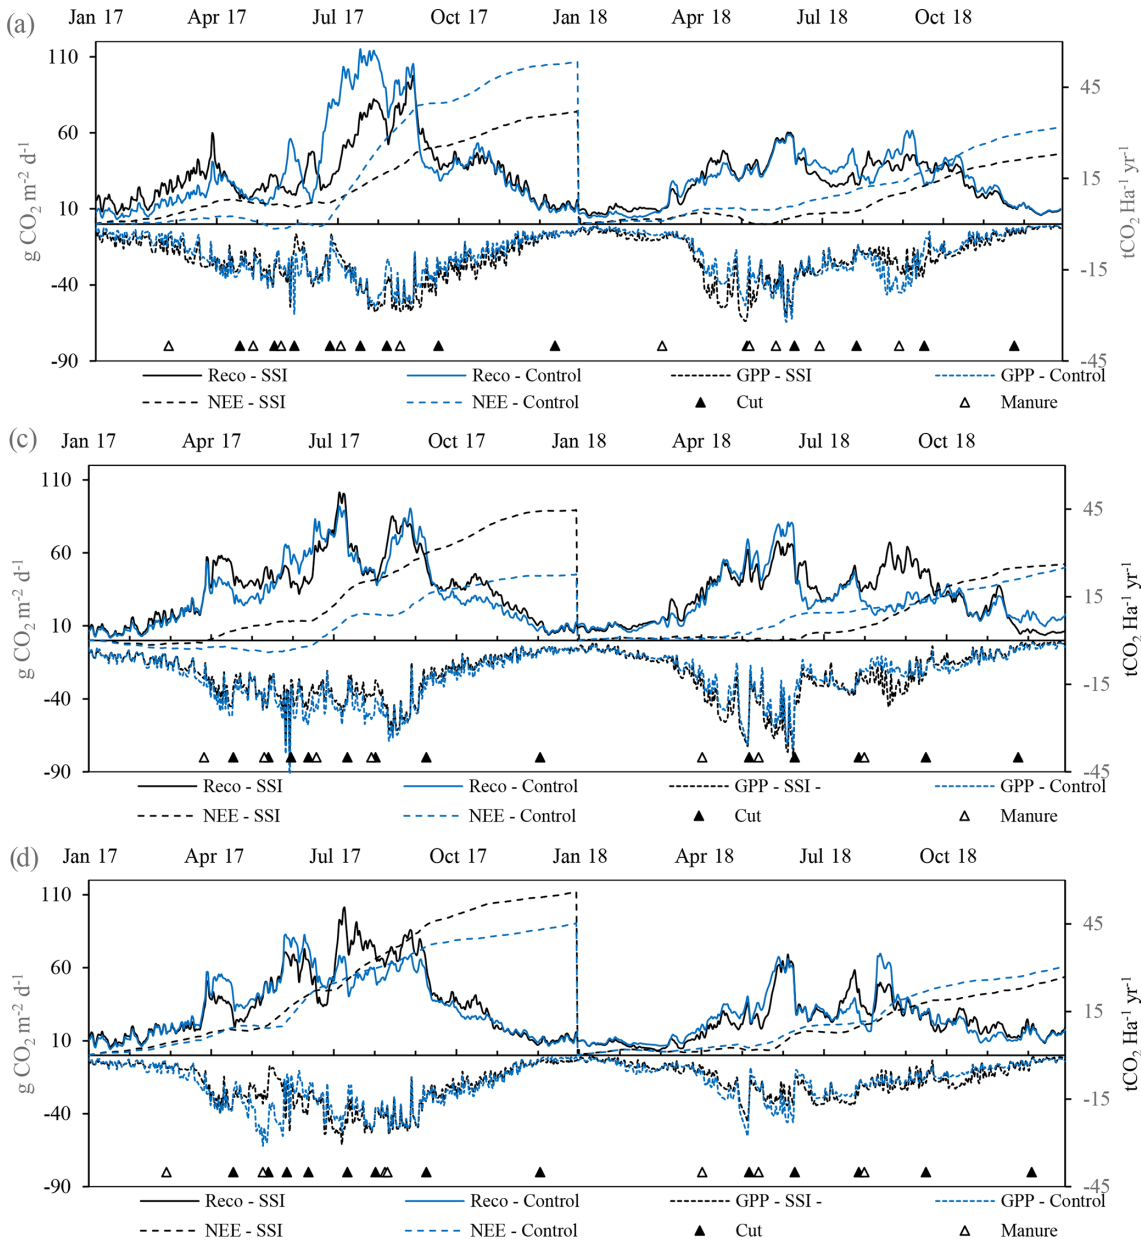 (a)
Jan 17 Apr 17 Jul 17 Oct 17 Jan 18 Apr 18 Jul 18 Oct 18
110
45
60
15
10
-15
-40
-90
-45
g CO2 m-2 d-1
tCO2 Ha-1 yr-1
Reco - SSI Reco - Control GPP - SSI GPP - Control
NEE - SSI NEE - Control Cut Manure
(c)
Jan 17 Apr 17 Jul 17 Oct 17 Jan 18 Apr 18 Jul 18 Oct 18
110
45
60
15
10
-15
-40
-90
-45
g CO2 m-2 d-1
tCO2 Ha-1 yr-1
Reco - SSI Reco - Control GPP - SSI - GPP - Control
NEE - SSI NEE - Control Cut Manure
(d)
Jan 17 Apr 17 Jul 17 Oct 17 Jan 18 Apr 18 Jul 18 Oct 18
110
45
60
15
10
-15
-40
-90
-45
g CO2 m-2 d-1
tCO2 Ha-1 yr-1
Reco - SSI Reco - Control GPP - SSI - GPP - Control
NEE - SSI NEE - Control Cut Manure